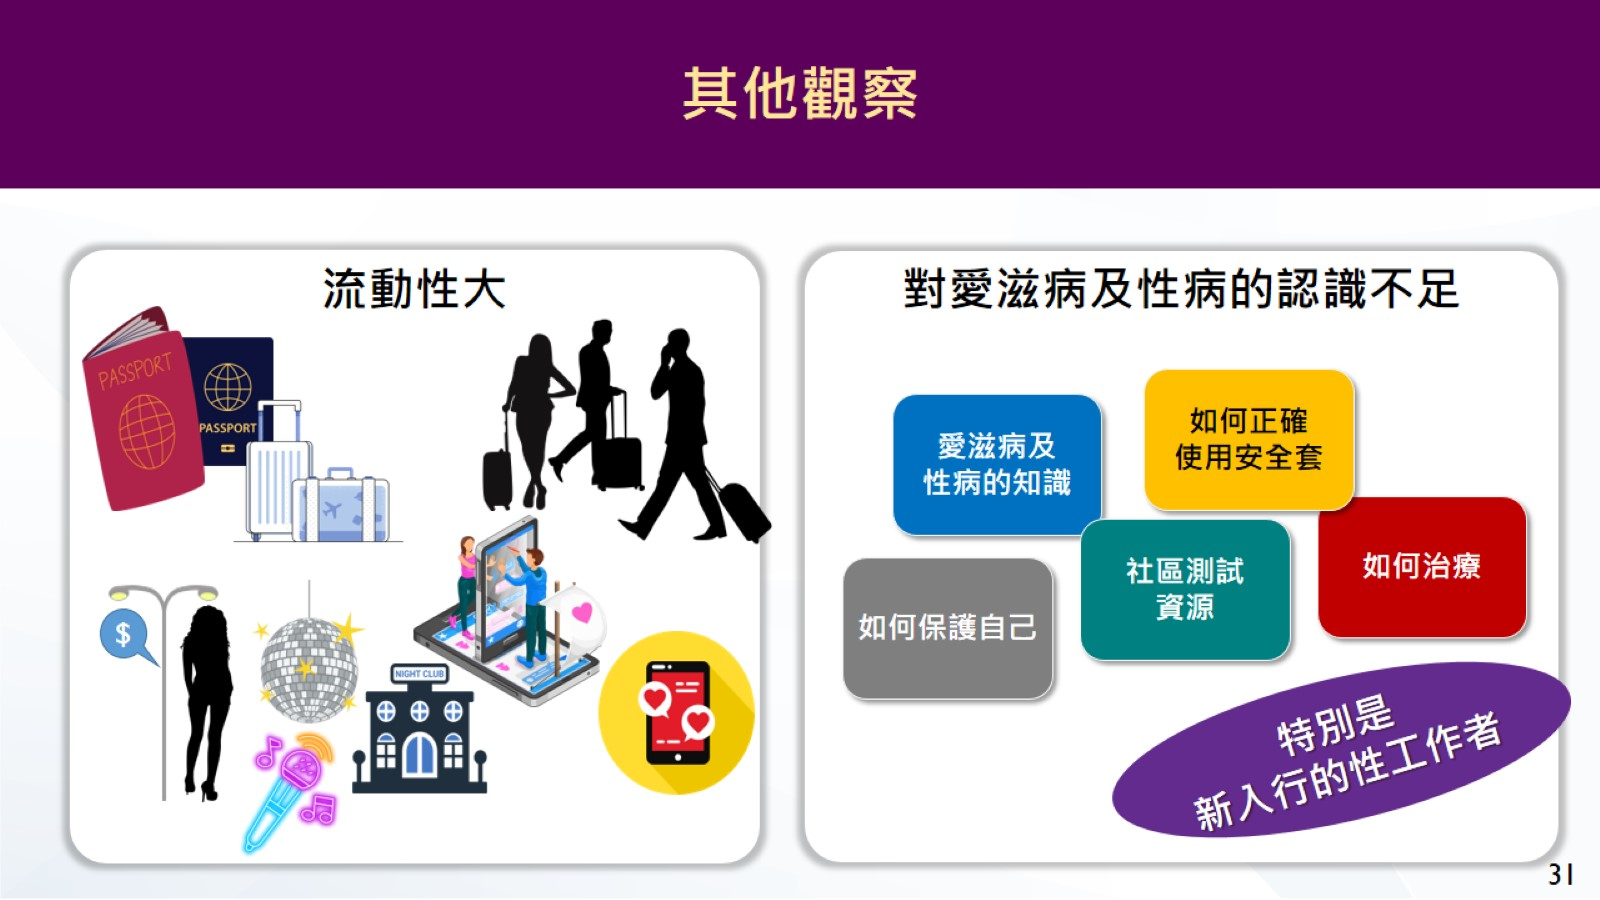 其他觀察
流動性大
PASSPORT
PASSPORT
$
NIGHT CLUB
對愛滋病及性病的認識不足
愛滋病及
性病的知識
如何正確
使用安全套
如何保護自己
社區測試
資源
如何治療
特別是
新入行的性工作者
31